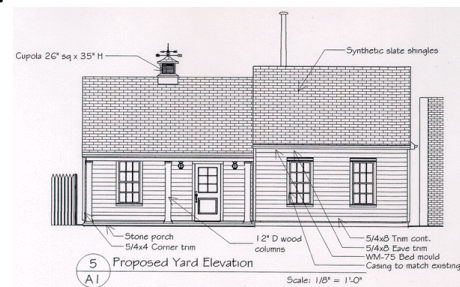 Cupola 26" sq x 35" H
Synthetic slate shingles
Stone porch
5/4x4 Corner trim
12" D wood
columns
5/4x8 Trim cont.
5/4x8 Eave trim
WM-75 Bed mould
Casing to match existing
5
A1
Proposed Yard Elevation
Scale: 1/8" = 1'-0"